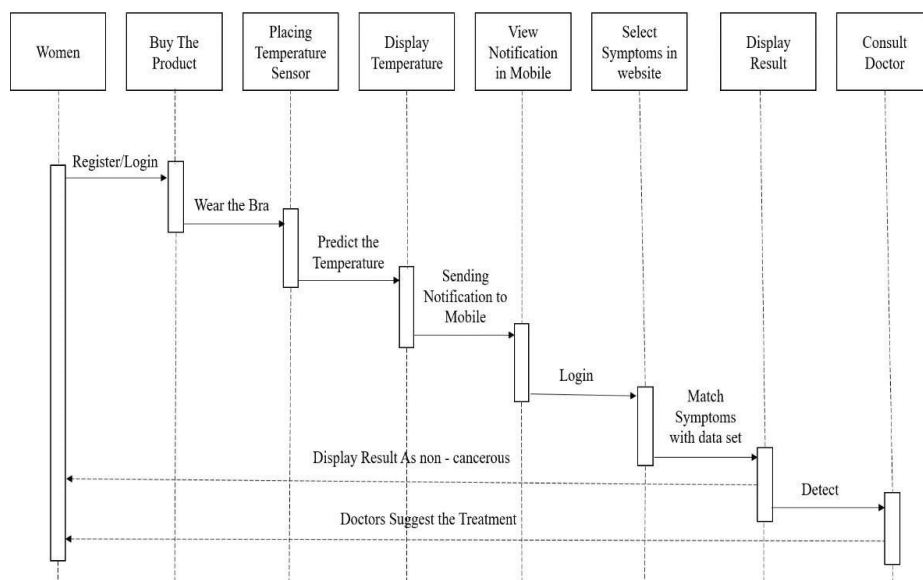 Women
Buy The
Product
Placing
Temperature
Sensor
Display
Temperature
View
Notification
in Mobile
Select
Symptoms in
website
Display
Result
Consult
Doctor
Register/Login
Wear the Bra
Predict the
Temperature
Sending
Notification to
Mobile
Login
Match
Symptoms
with data set
Display Result As non - cancerous
Detect
Doctors Suggest the Treatment